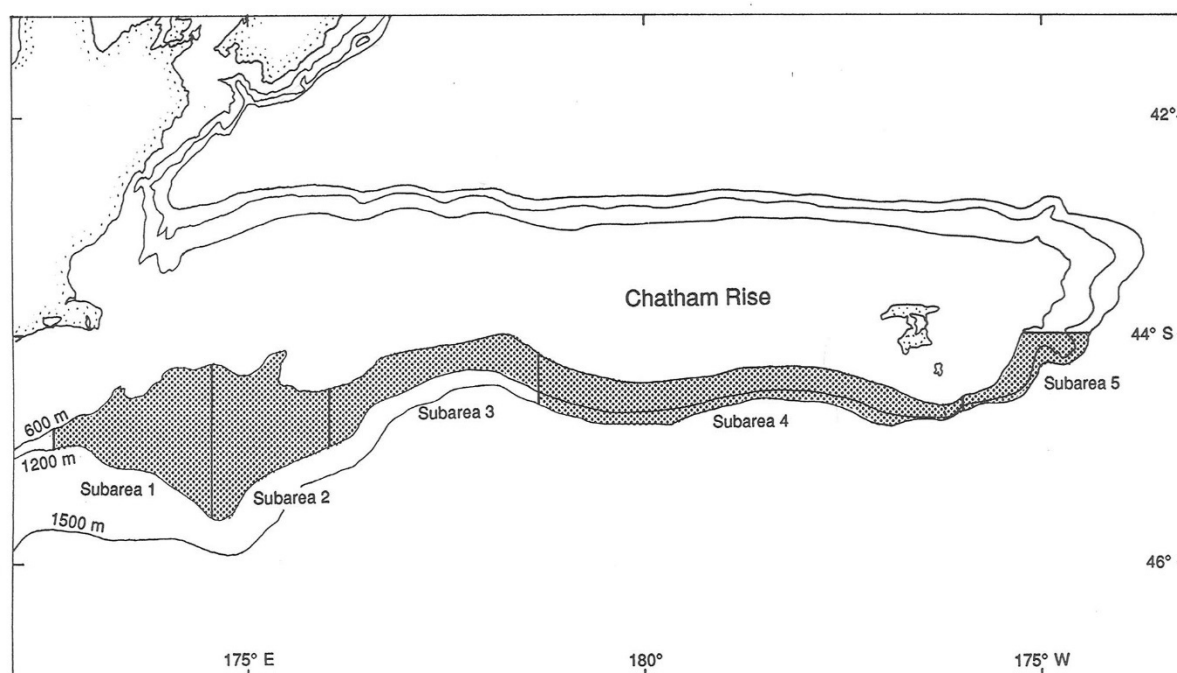 42°
Chatham Rise
44° S
Subarea 5
600 m
Subarea 3
Subarea 4
1200 m
Subarea 1
Subarea 2
1500 m
46°
175° E
180°
175° W